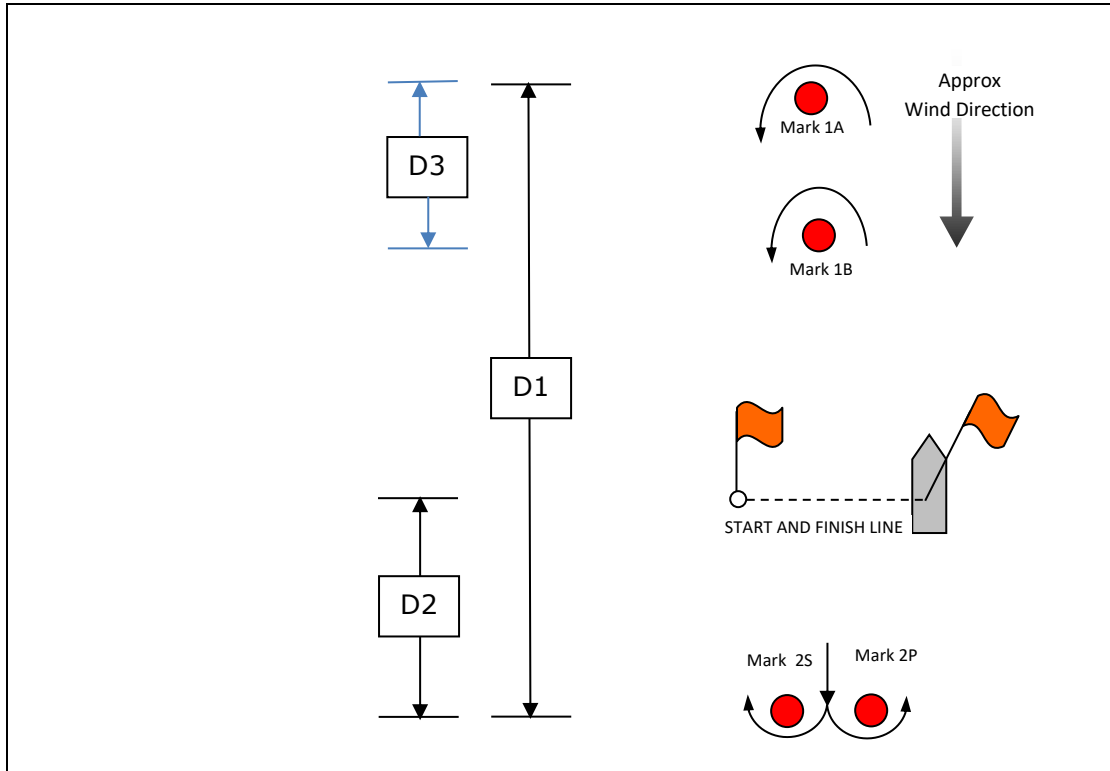 Approx
Wind Direction
Mark 1A
D3
Mark 1B
D1
START AND FINISH LINE
D2
Mark 2S
Mark 2P